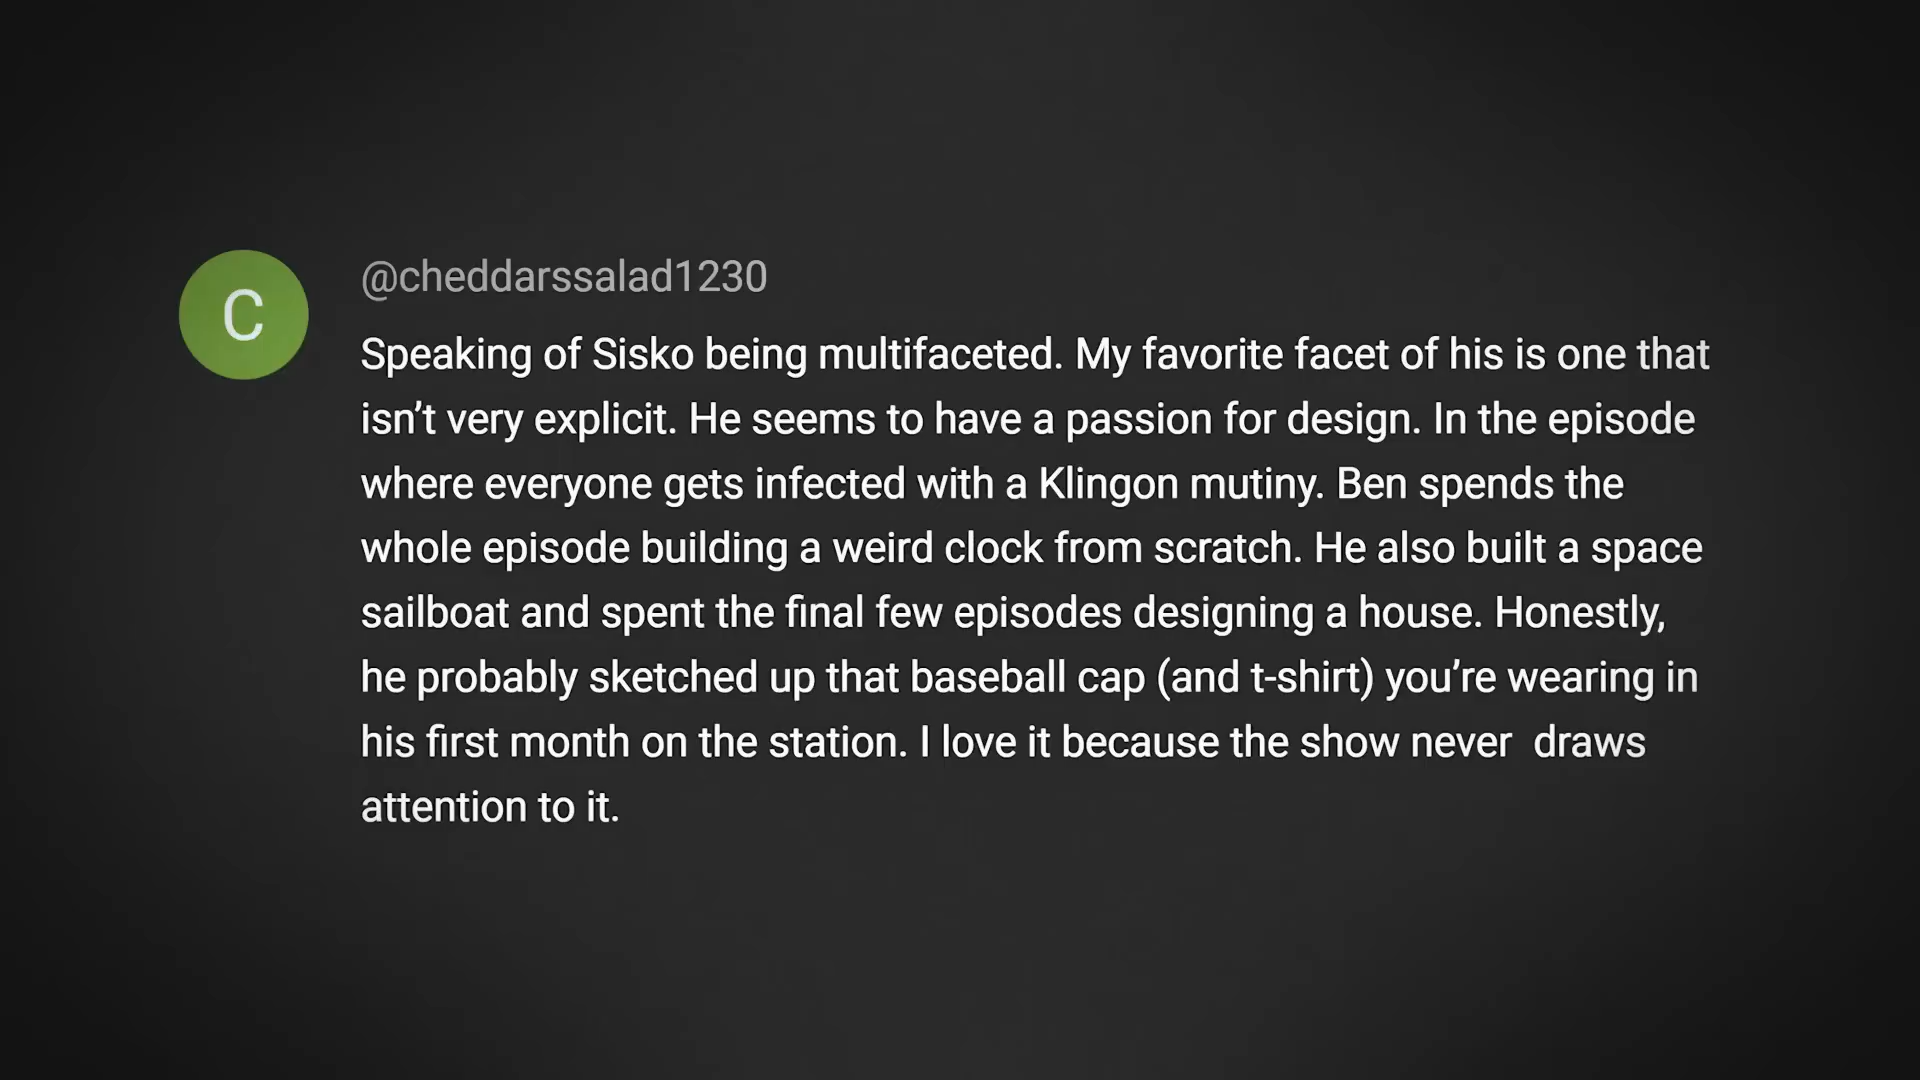 C
@cheddarssalad1230
Speaking of Sisko being multifaceted. My favorite facet of his is one that
isn’t very explicit. He seems to have a passion for design. In the episode
where everyone gets infected with a Klingon mutiny. Ben spends the
whole episode building a weird clock from scratch. He also built a space
sailboat and spent the final few episodes designing a house. Honestly,
he probably sketched up that baseball cap (and t-shirt) you’re wearing in
his first month on the station. I love it because the show never  draws
attention to it.